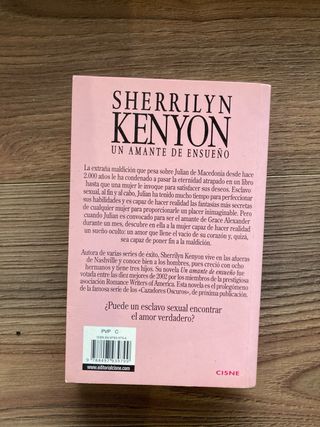 SHERRILYN
KENYON
UN AMANTE DE ENSUEÑO
La extraña maldición que pesa sobre Julian de Macedonia desde hace
2.000 años le ha condenado a pasar la eternidad atrapado en un libro
hasta que una mujer le invoque para satisfacer sus deseos. Esclavo
sexual, al fin y al cabo, Julian ha tenido mucho tiempo para perfeccionar
sus habilidades y es capaz de hacer realidad las fantasías más secretas
de cualquier mujer para proporcionarle un placer inimaginable. Pero
cuando Julian es convocado para ser el amante de Grace Alexander
durante un mes, descubre en ella a la mujer capaz de hacer realidad
un sueño oculto: un amor que llene el vacío de su corazón y, quizá,
sea capaz de poner fin a la maldición.
Autora de varias series de éxito, Sherrilyn Kenyon vive en las afueras
de Nashville y conoce bien a los hombres, pues creció con ocho
hermanos y tiene tres hijos. Su novela Un amante de ensueño fue
votada entre las diez mejores de 2002 por los miembros de la prestigiosa
asociación Romance Writers of America. Esta novela es el prolegómeno
de la famosa serie de los «Cazadores Oscuros», de próxima publicación.
¿Puede un esclavo sexual encontrar
el amor verdadero?
PVP C
www.editorialcisne.com
CISNE